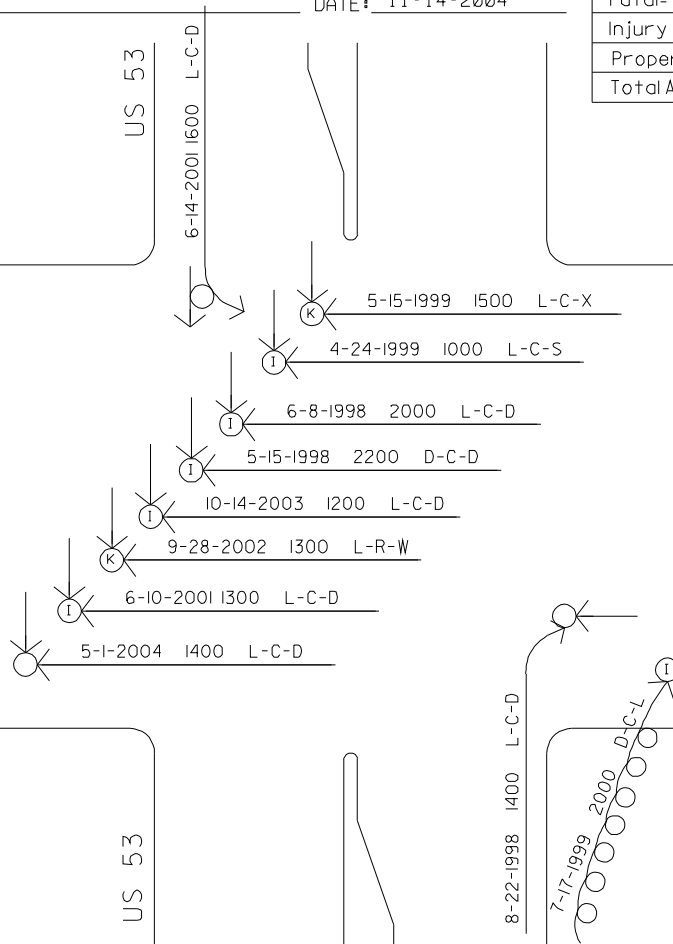 DATE: 11-14-2004
Injury
US 53
6-14-2001 1600 L-C-D
K
5-15-1999 1500 L-C-X
I
4-24-1999 1000 L-C-S
I
6-8-1998 2000 L-C-D
I
5-15-1998 2200 D-C-D
I
10-14-2003 1200 L-C-D
K
9-28-2002 1300 L-R-W
I
6-10-2001 1300 L-C-D
5-1-2004 1400 L-C-D
I
8-22-1998 1400 L-C-D
7-17-1999 2000 D-C-L
US 53
Total A